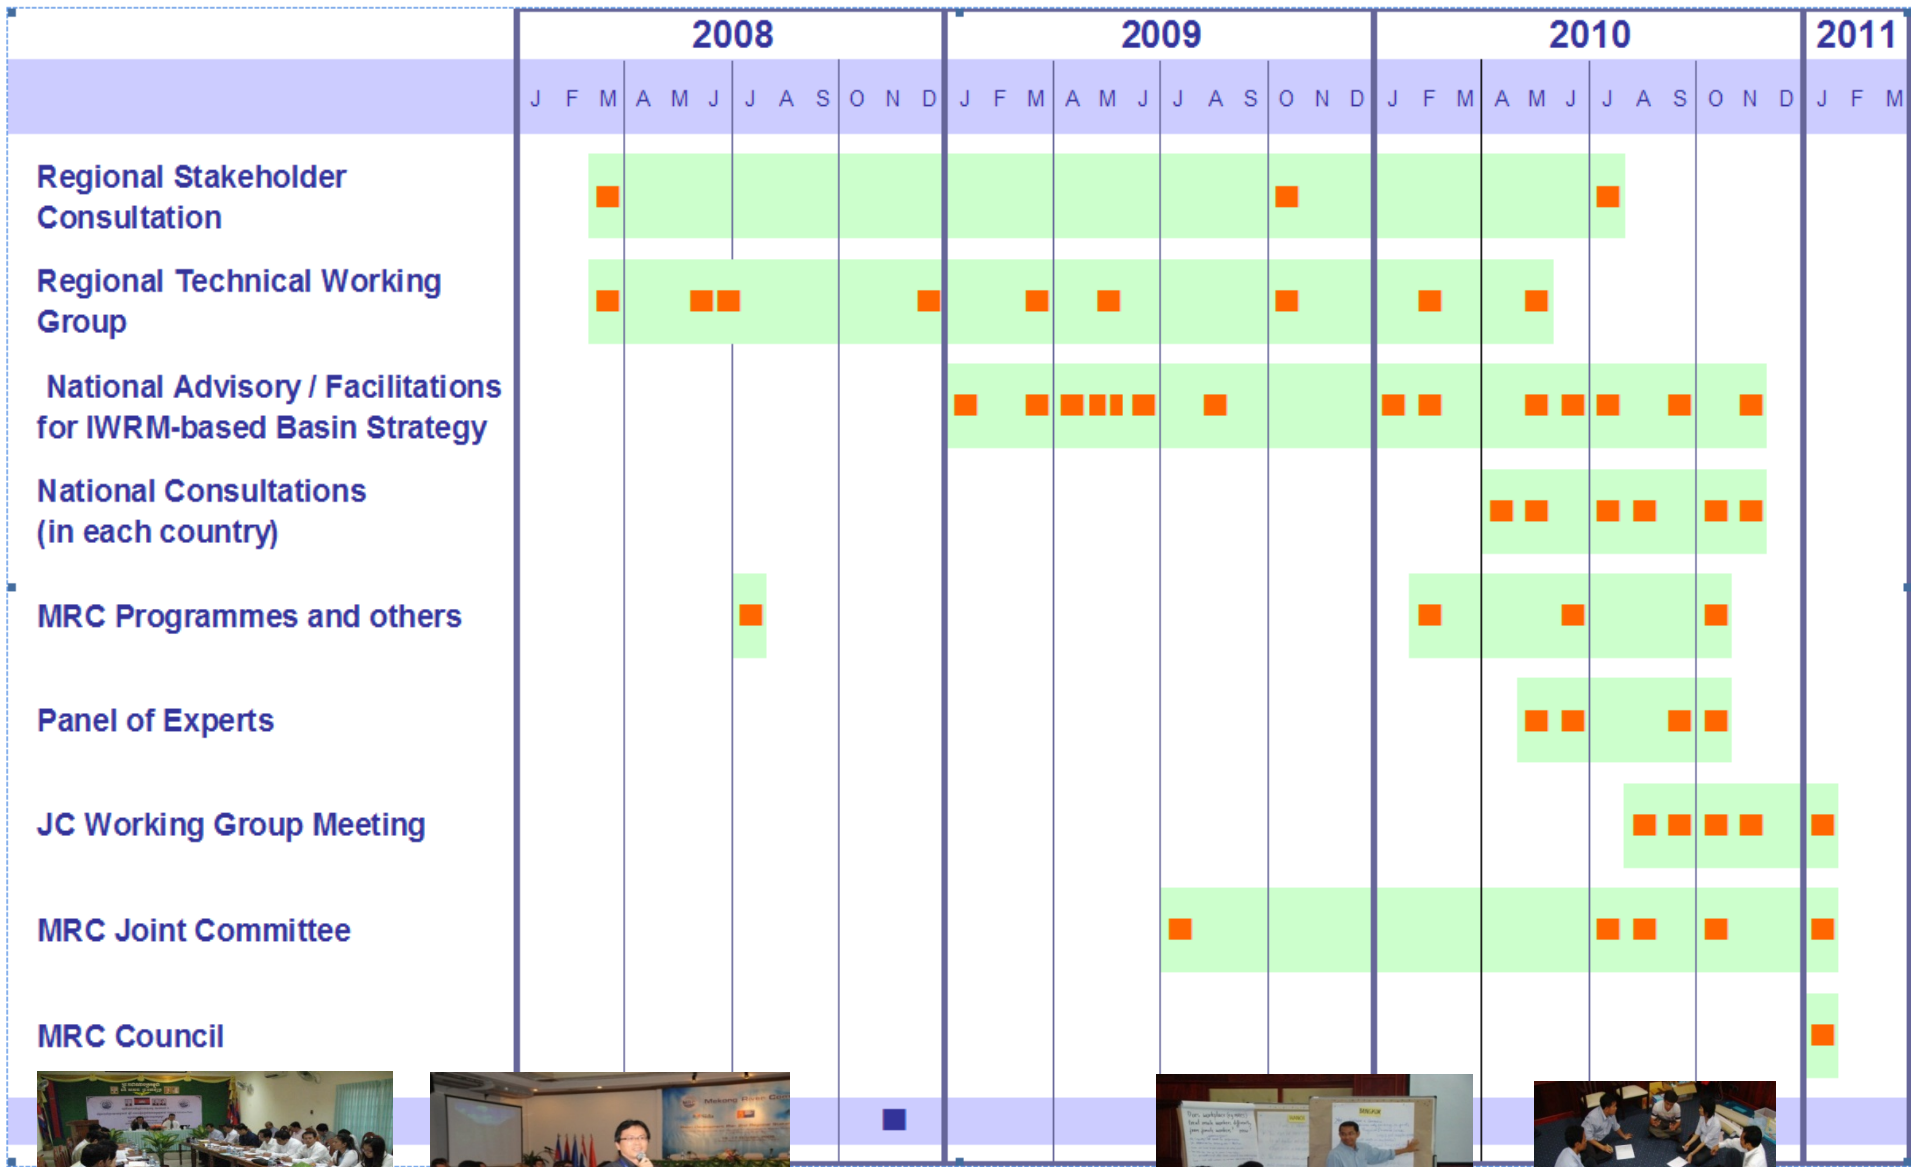 2008 2009 2010 2011
J F M A M J J A S O N D J F M A M J J A S O N D J F M A M J J A S O N D J F M
Regional Stakeholder
Consultation
Regional Technical Working
Group
National Advisory / Facilitations
for IWRM-based Basin Strategy
National Consultations
(in each country)
MRC Programmes and others
Panel of Experts
JC Working Group Meeting
MRC Joint Committee
MRC Council
Mekong Basin